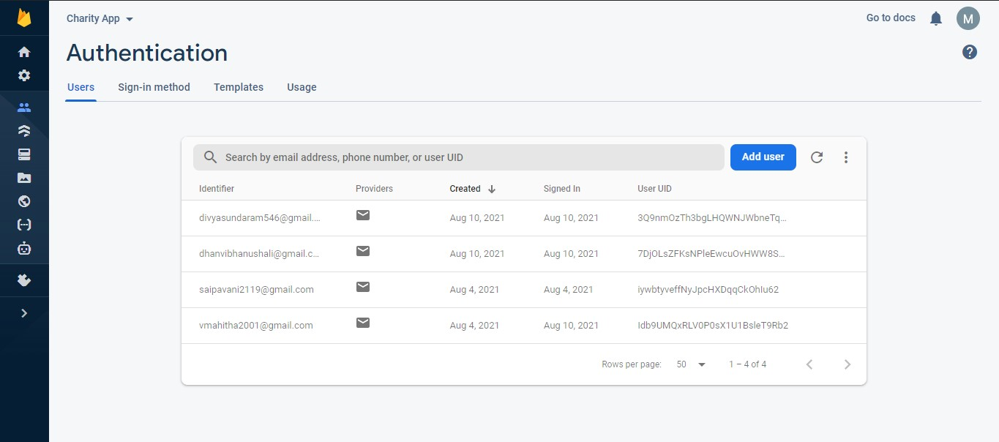 Charity App
Go to docs
M
Authentication
?
Users Sign-in method Templates Usage
Search by email address, phone number, or user UID
Add user
Identifier Providers Created Signed In User UID
divyasundaram546@gmail.... Aug 10, 2021 Aug 10, 2021 3Q9nmOzTh3bgLHQWNJWbneTq...
dhanvibhanushali@gmail.c... Aug 10, 2021 Aug 10, 2021 7DjOLsZFKsNPleEwcuOvHWW8S...
saipavani2119@gmail.com Aug 4, 2021 Aug 4, 2021 iywbtyveffNyJpcHXDqqCkOhIu62
vmahitha2001@gmail.com Aug 4, 2021 Aug 10, 2021 Idb9UMQxRLV0P0sX1U1BsleT9Rb2
Rows per page: 50 1 – 4 of 4